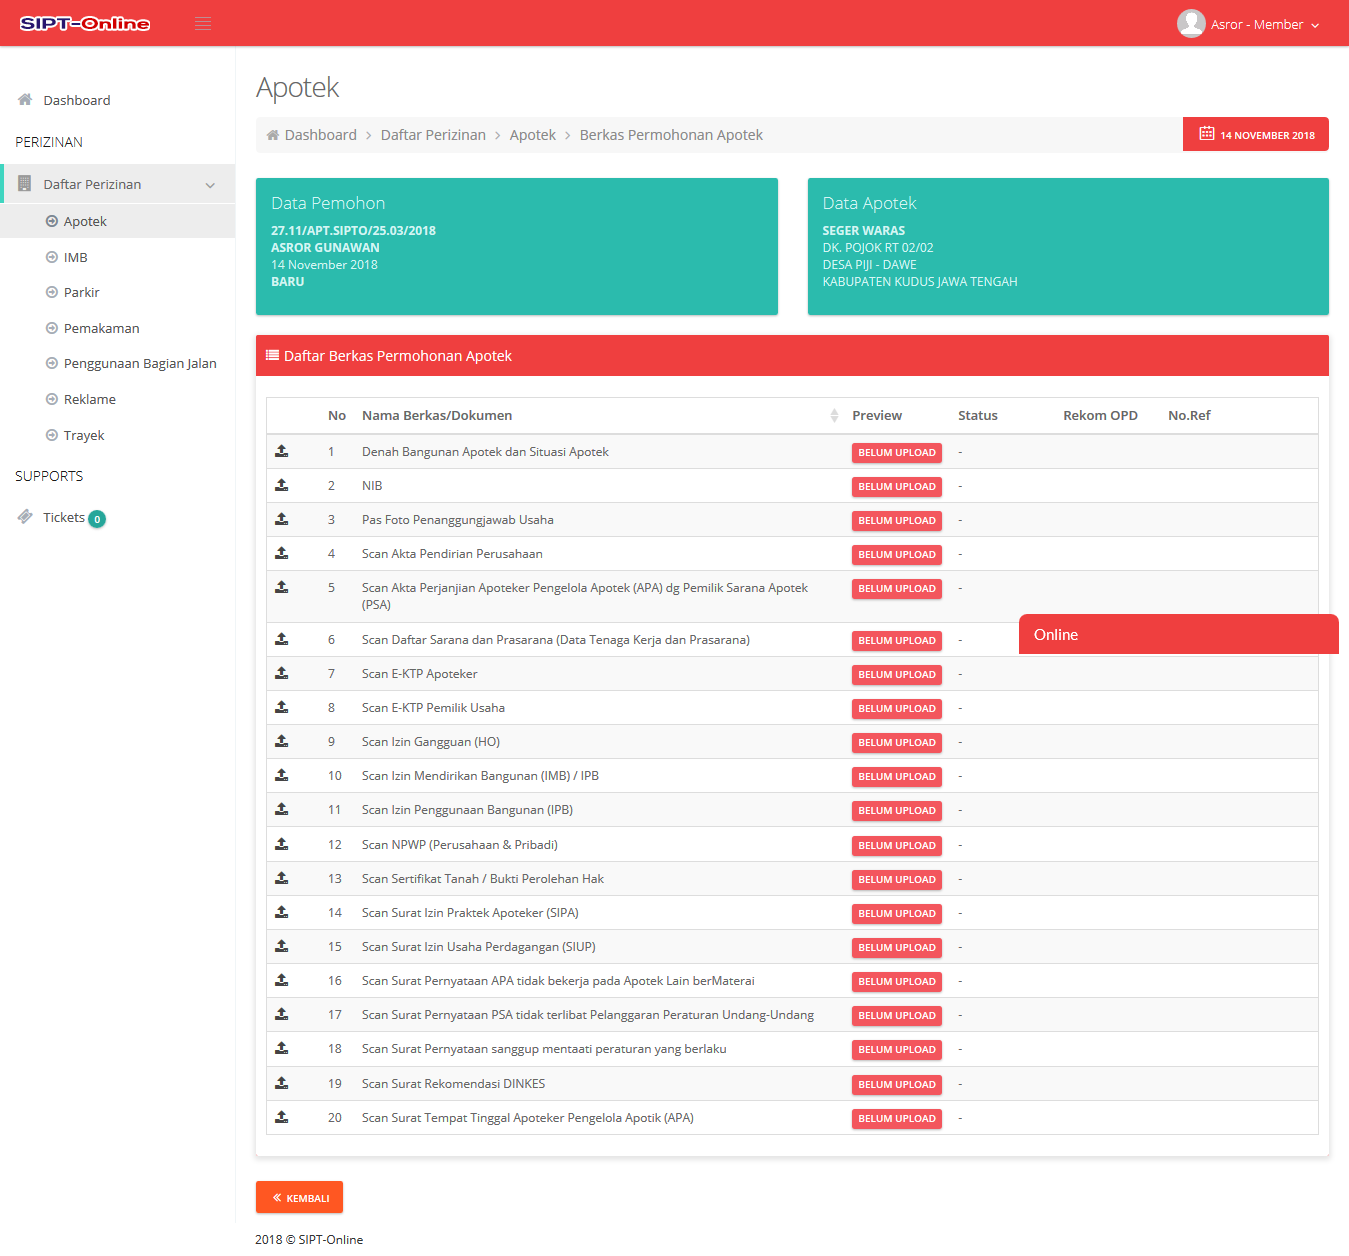 SIPT-Online
Asror - Member
Dashboard
PERIZINAN
Daftar Perizinan
Apotek
IMB
Parkir
Pemakaman
Penggunaan Bagian Jalan
Reklame
Trayek
SUPPORTS
Tickets 0
Apotek
Dashboard > Daftar Perizinan > Apotek > Berkas Permohonan Apotek
14 NOVEMBER 2018
Data Pemohon
27.11/APT.SIPTO/25.03/2018
ASROR GUNAWAN
14 November 2018
BARU
Data Apotek
SEGER WARAS
DK. POJOK RT 02/02
DESA PIJI - DAWE
KABUPATEN KUDUS JAWA TENGAH
Daftar Berkas Permohonan Apotek
No Nama Berkas/Dokumen Preview Status Rekom OPD No.Ref
1 Denah Bangunan Apotek dan Situasi Apotek BELUM UPLOAD -
2 NIB BELUM UPLOAD -
3 Pas Foto Penanggungjawab Usaha BELUM UPLOAD -
4 Scan Akta Pendirian Perusahaan BELUM UPLOAD -
5 Scan Akta Perjanjian Apoteker Pengelola Apotek (APA) dg Pemilik Sarana Apotek BELUM UPLOAD -
(PSA)
6 Scan Daftar Sarana dan Prasarana (Data Tenaga Kerja dan Prasarana) BELUM UPLOAD -
Online
7 Scan E-KTP Apoteker BELUM UPLOAD -
8 Scan E-KTP Pemilik Usaha BELUM UPLOAD -
9 Scan Izin Gangguan (HO) BELUM UPLOAD -
10 Scan Izin Mendirikan Bangunan (IMB) / IPB BELUM UPLOAD -
11 Scan Izin Penggunaan Bangunan (IPB) BELUM UPLOAD -
12 Scan NPWP (Perusahaan & Pribadi) BELUM UPLOAD -
13 Scan Sertifikat Tanah / Bukti Perolehan Hak BELUM UPLOAD -
14 Scan Surat Izin Praktek Apoteker (SIPA) BELUM UPLOAD -
15 Scan Surat Izin Usaha Perdagangan (SIUP) BELUM UPLOAD -
16 Scan Surat Pernyataan APA tidak bekerja pada Apotek Lain berMaterai BELUM UPLOAD -
17 Scan Surat Pernyataan PSA tidak terlibat Pelanggaran Peraturan Undang-Undang BELUM UPLOAD -
18 Scan Surat Pernyataan sanggup mentaati peraturan yang berlaku BELUM UPLOAD -
19 Scan Surat Rekomendasi DINKES BELUM UPLOAD -
20 Scan Surat Tempat Tinggal Apoteker Pengelola Apotik (APA) BELUM UPLOAD -
KEMBALI
2018 © SIPT-Online